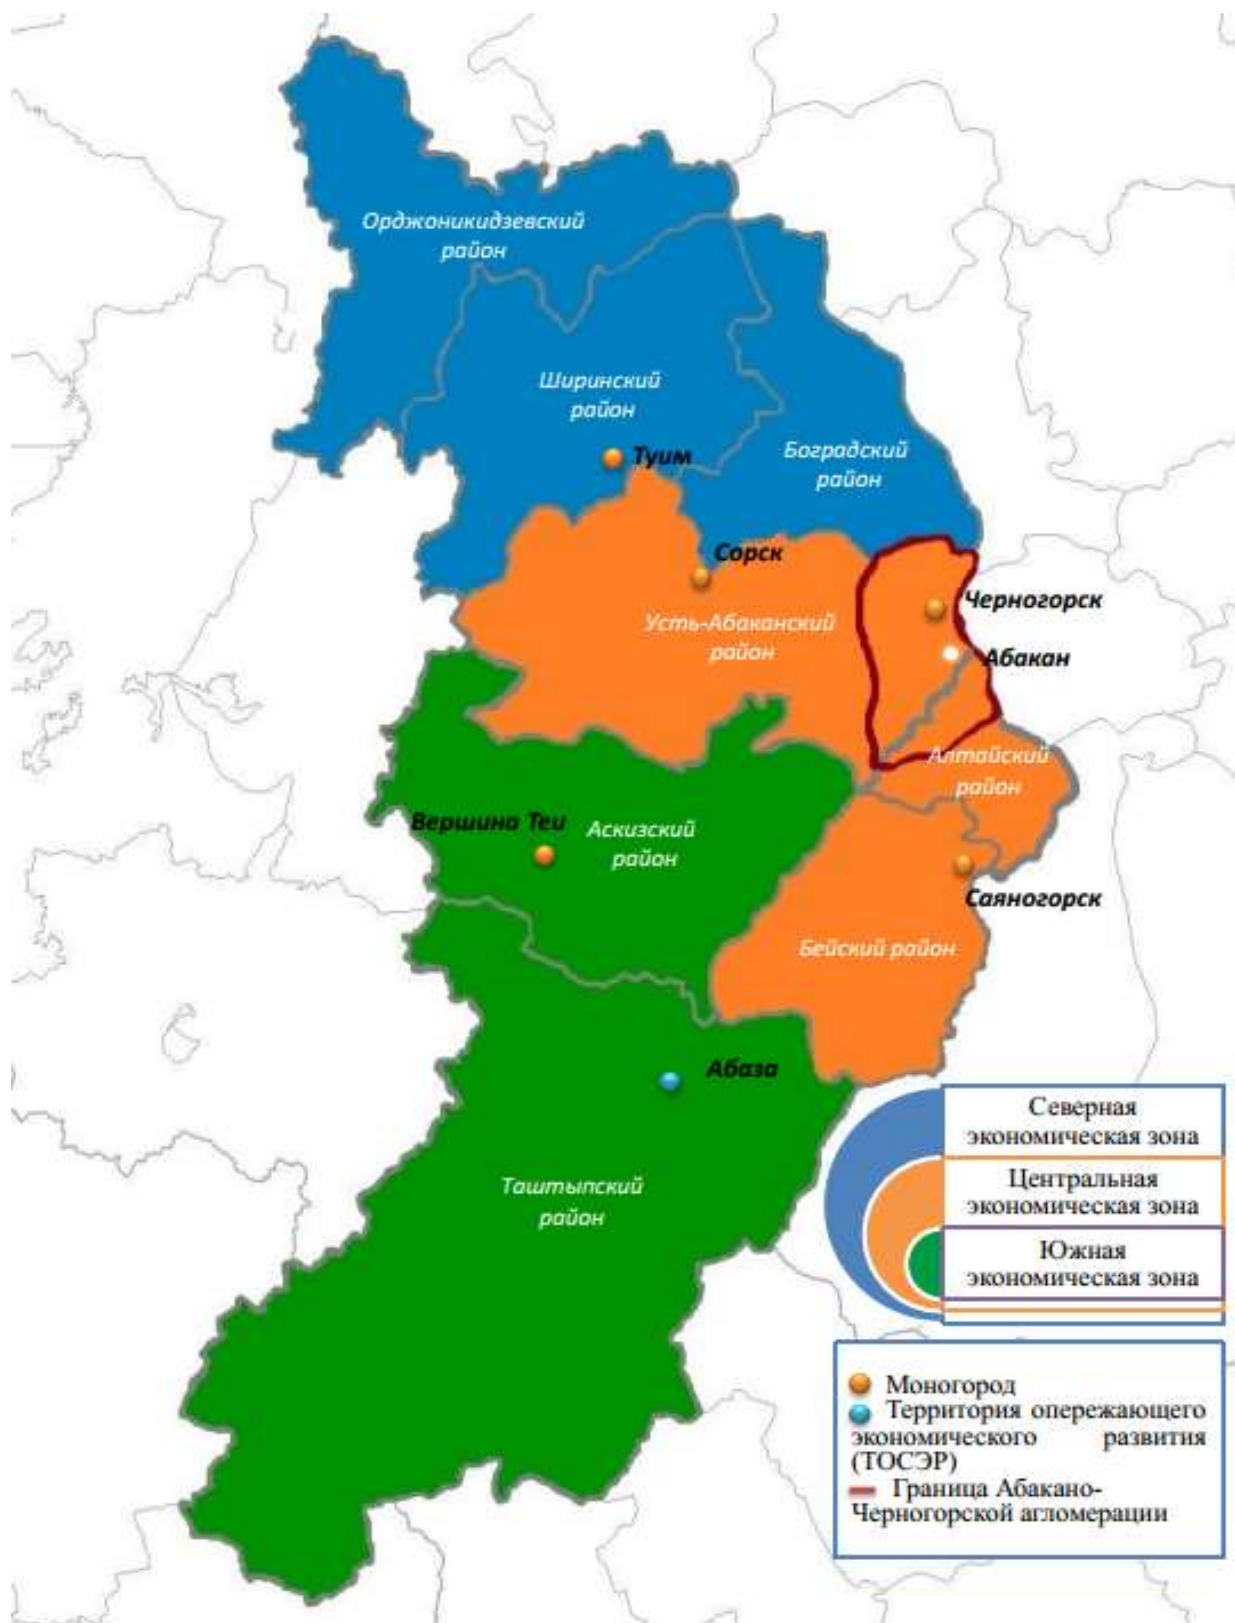 Орджоникидзевский
район
Ширинский
район
Туим
Боградский
район
Сорск
Черногорск
Усть-Абаканский
район
Абакан
Алтайский
район
Вершина Теи
Аскизский
район
Саяногорск
Бейский район
Абаза
Таштыпский
район
Северная
экономическая зона
Центральная
экономическая зона
Южная
экономическая зона
Моногород
Территория опережающего
экономического развития
(ТОСЭР)
Граница Абакано-
Черногорской агломерации